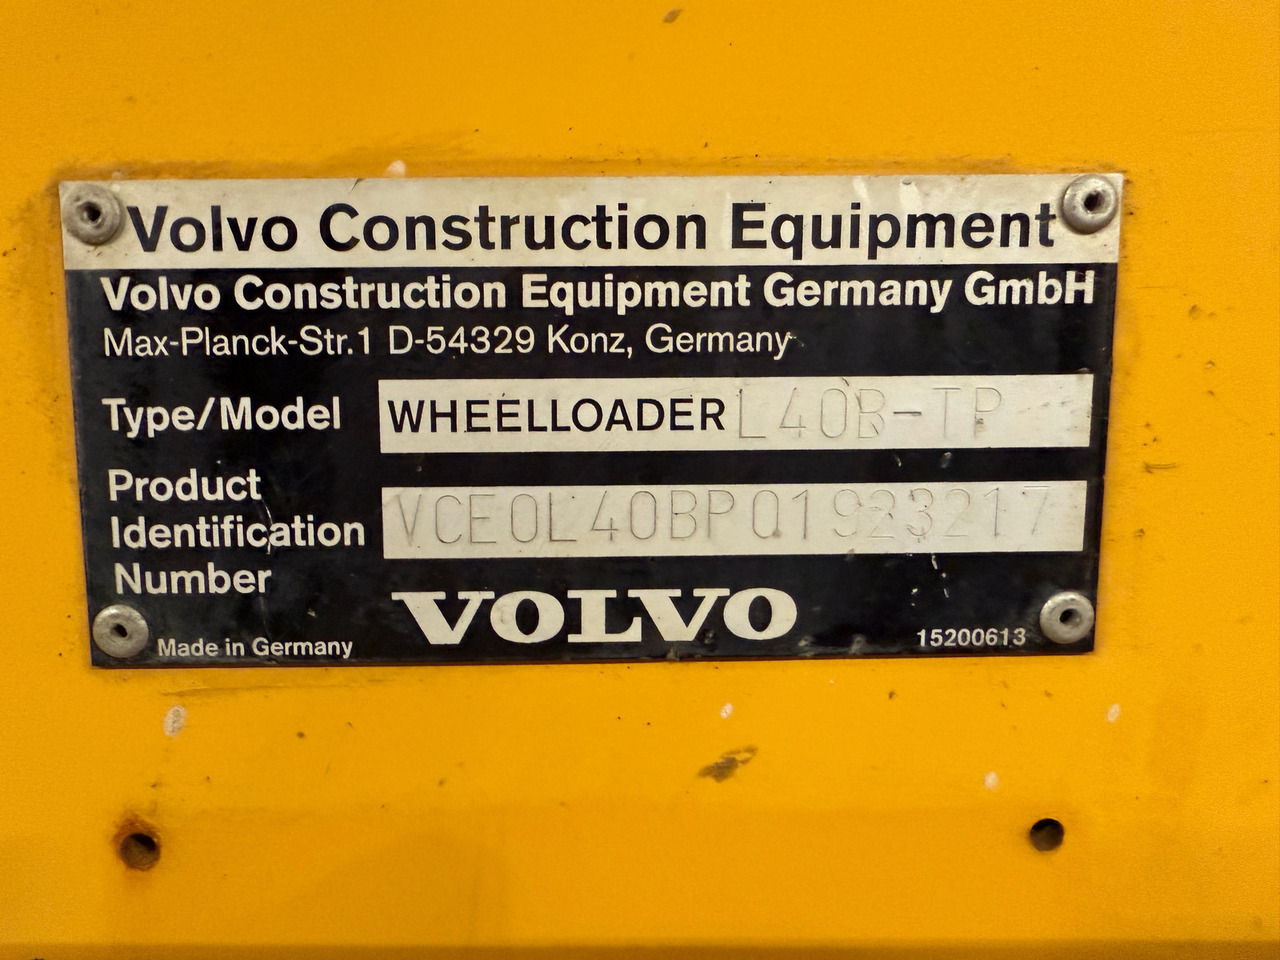 Volvo Construction Equipment
Volvo Construction Equipment Germany GmbH
Max-Planck-Str.1 D-54329 Konz, Germany
Type/Model WHEELLOADER L40B-TP
Product
Identification VCE0L40BP01923217
Number
VOLVO
Made in Germany 15200613